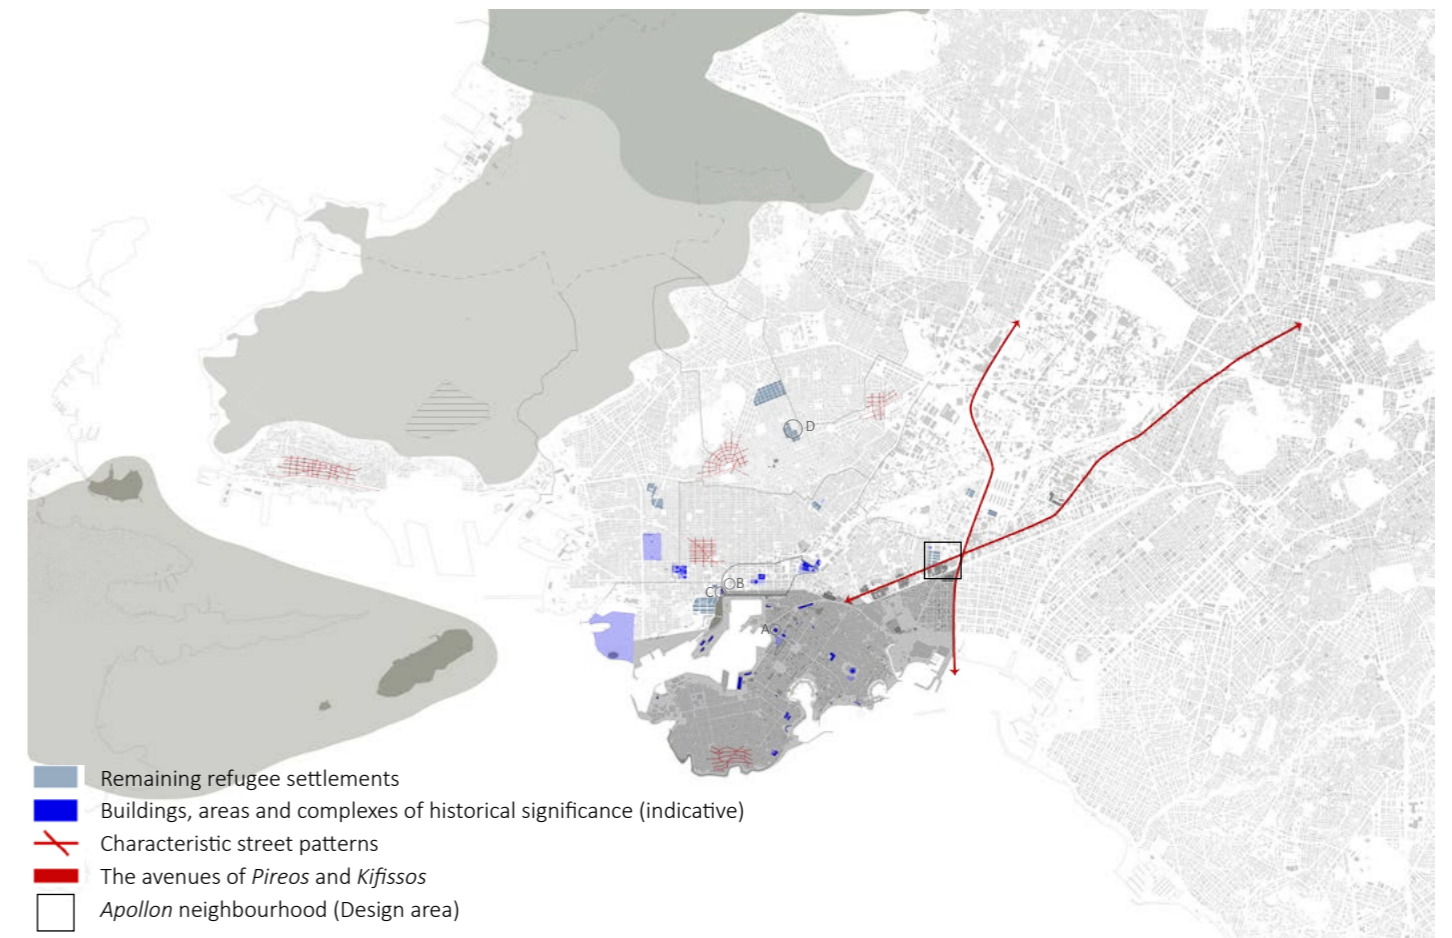 D
B
C
A
Remaining refugee settlements
Buildings, areas and complexes of historical significance (indicative)
Characteristic street patterns
The avenues of Pireos and Kifissos
Apollon neighbourhood (Design area)